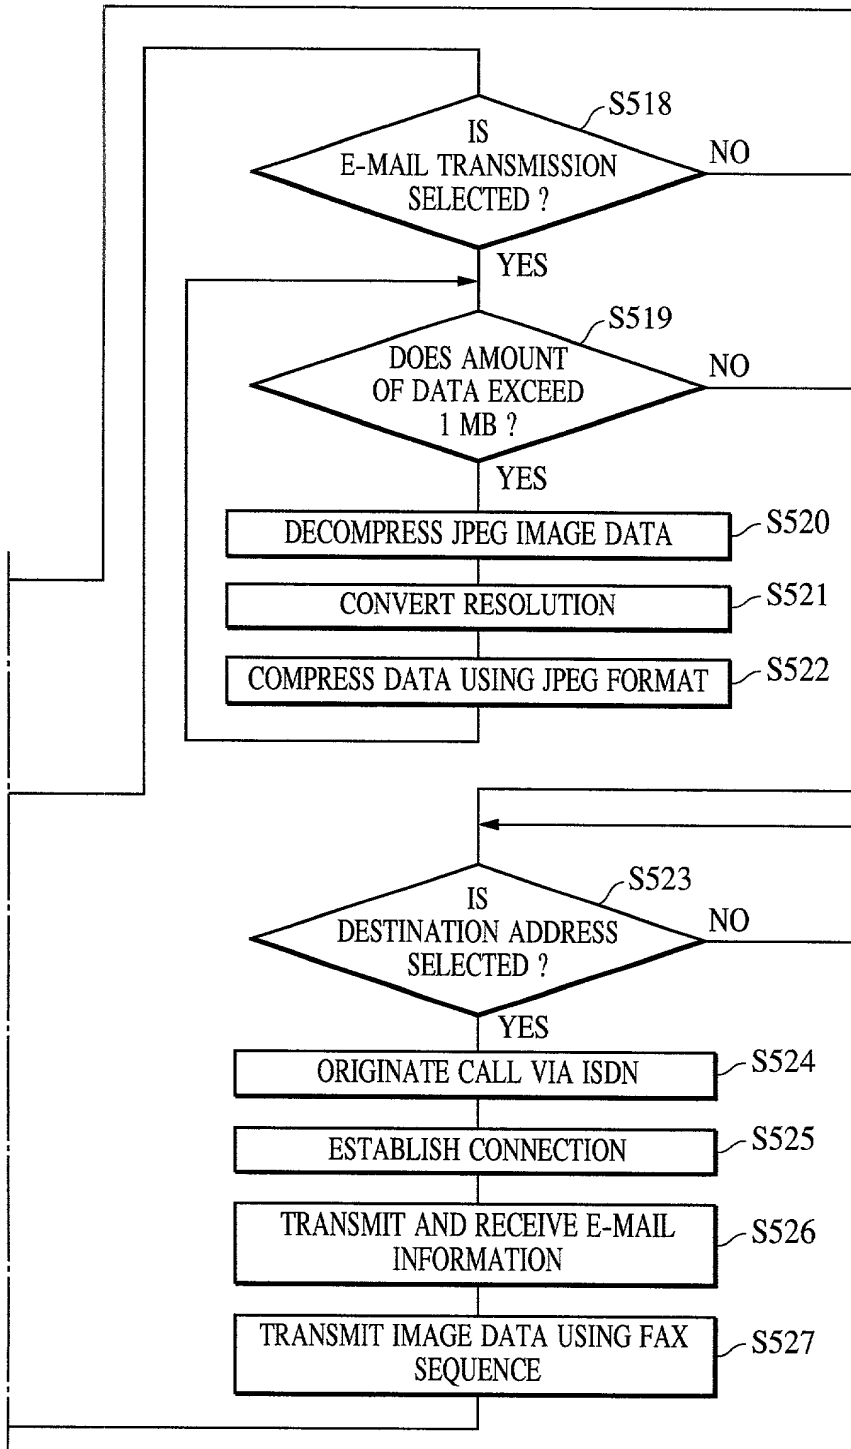 S518
IS
E-MAIL TRANSMISSION
SELECTED ?
NO
YES
S519
DOES AMOUNT
OF DATA EXCEED
1 MB ?
NO
YES
DECOMPRESS JPEG IMAGE DATA
S520
CONVERT RESOLUTION
S521
COMPRESS DATA USING JPEG FORMAT
S522
S523
IS
DESTINATION ADDRESS
SELECTED ?
NO
YES
ORIGINATE CALL VIA ISDN
S524
ESTABLISH CONNECTION
S525
TRANSMIT AND RECEIVE E-MAIL
INFORMATION
S526
TRANSMIT IMAGE DATA USING FAX
SEQUENCE
S527